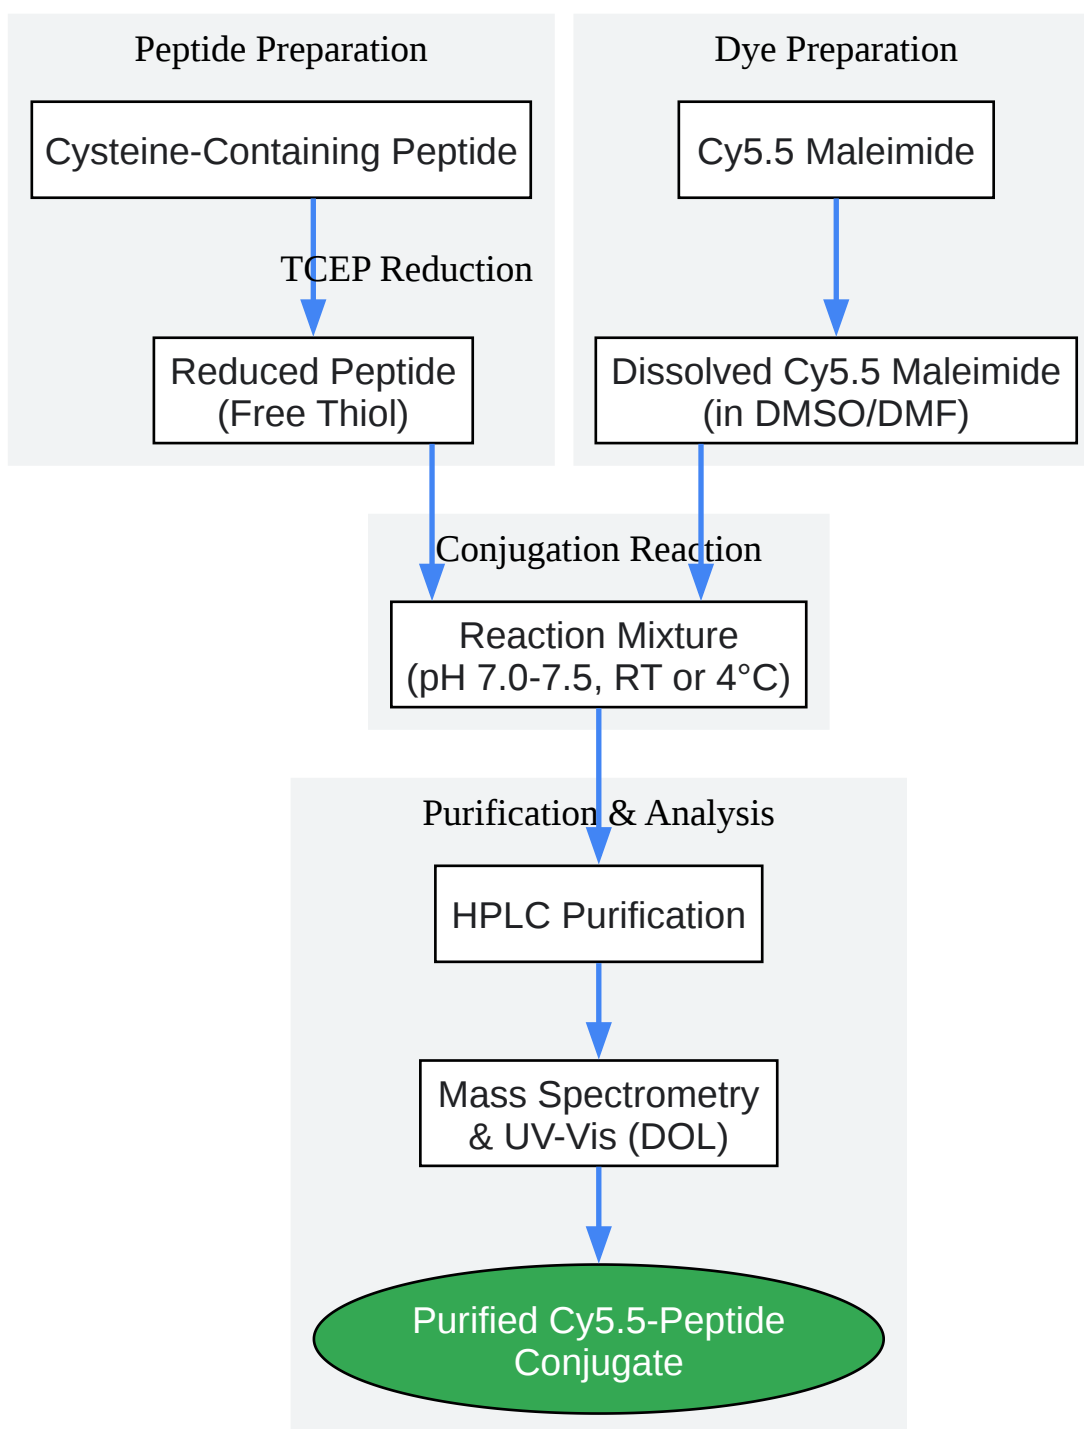 Peptide Preparation
Cysteine-Containing Peptide
TCEP Reduction
Reduced Peptide
(Free Thiol)
Dye Preparation
Cy5.5 Maleimide
Dissolved Cy5.5 Maleimide
(in DMSO/DMF)
Conjugation Reaction
Reaction Mixture
(pH 7.0-7.5, RT or 4°C)
Purification & Analysis
HPLC Purification
Mass Spectrometry
& UV-Vis (DOL)
Purified Cy5.5-Peptide
Conjugate